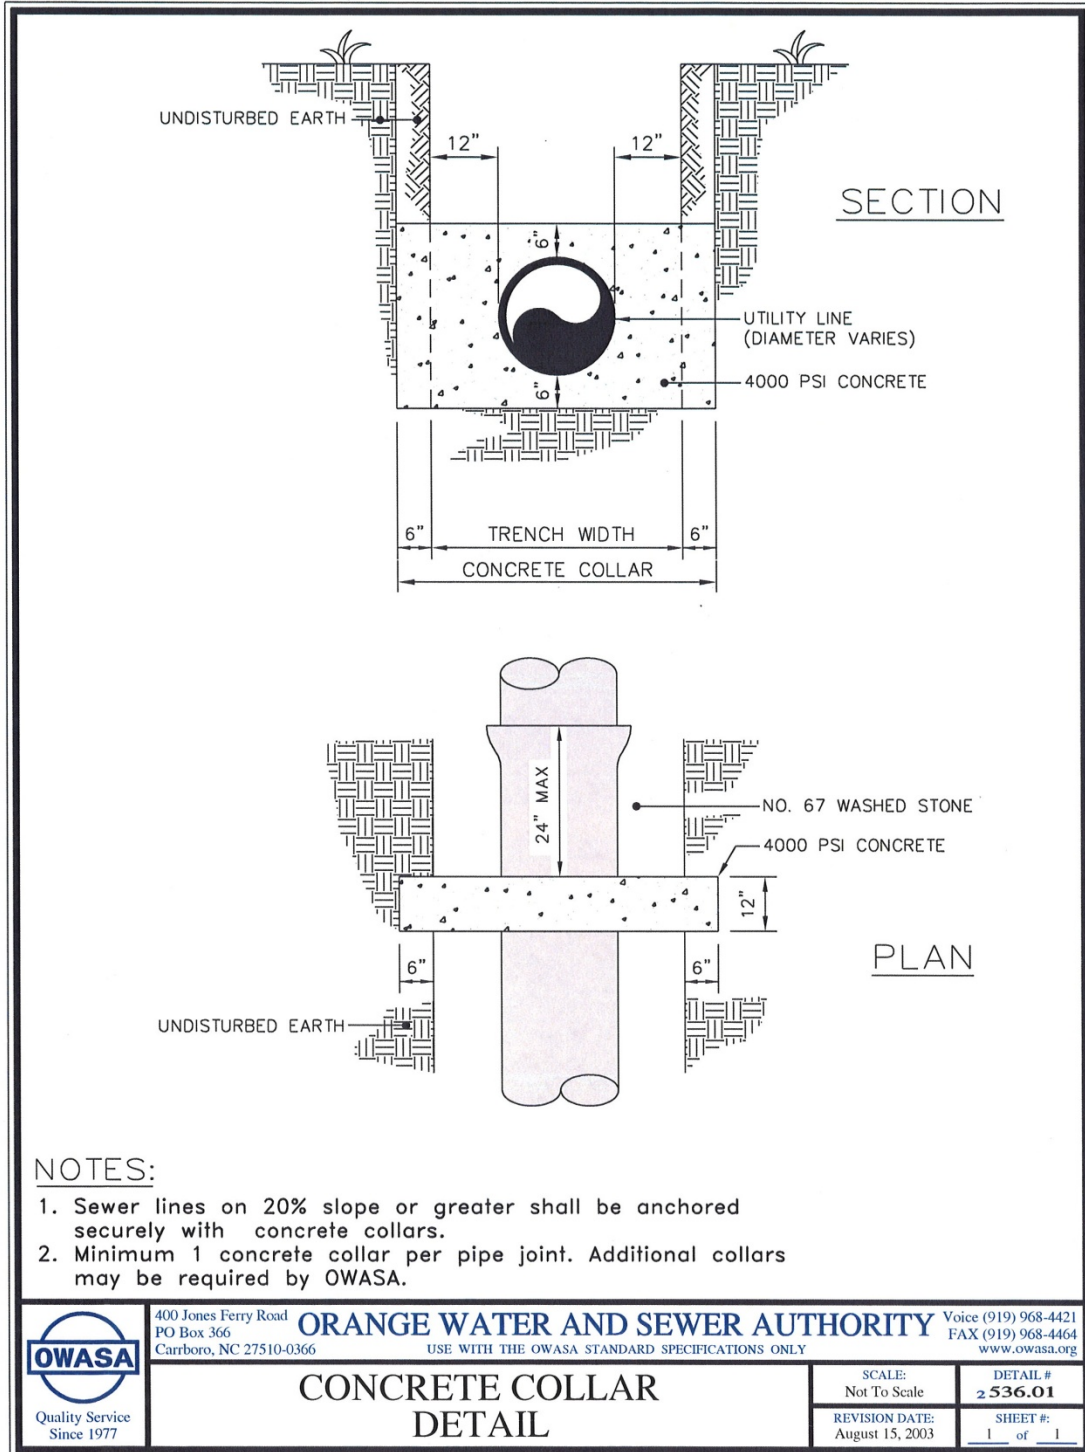 UNDISTURBED EARTH
12"
12"
SECTION
6"
UTILITY LINE
(DIAMETER VARIES)
4000 PSI CONCRETE
6"
6"
TRENCH WIDTH
6"
CONCRETE COLLAR
24" MAX
NO. 67 WASHED STONE
4000 PSI CONCRETE
12"
PLAN
6"
6"
UNDISTURBED EARTH
NOTES:
1. Sewer lines on 20% slope or greater shall be anchored
securely with concrete collars.
2. Minimum 1 concrete collar per pipe joint. Additional collars
may be required by OWASA.
OWASA
Quality Service
Since 1977
400 Jones Ferry Road
PO Box 366
Carrboro, NC 27510-0366
ORANGE WATER AND SEWER AUTHORITY
USE WITH THE OWASA STANDARD SPECIFICATIONS ONLY
Voice (919) 968-4421
FAX (919) 968-4464
www.owasa.org
CONCRETE COLLAR
DETAIL
SCALE:
Not To Scale
DETAIL #
2 536.01
REVISION DATE:
August 15, 2003
SHEET #:
1 of 1